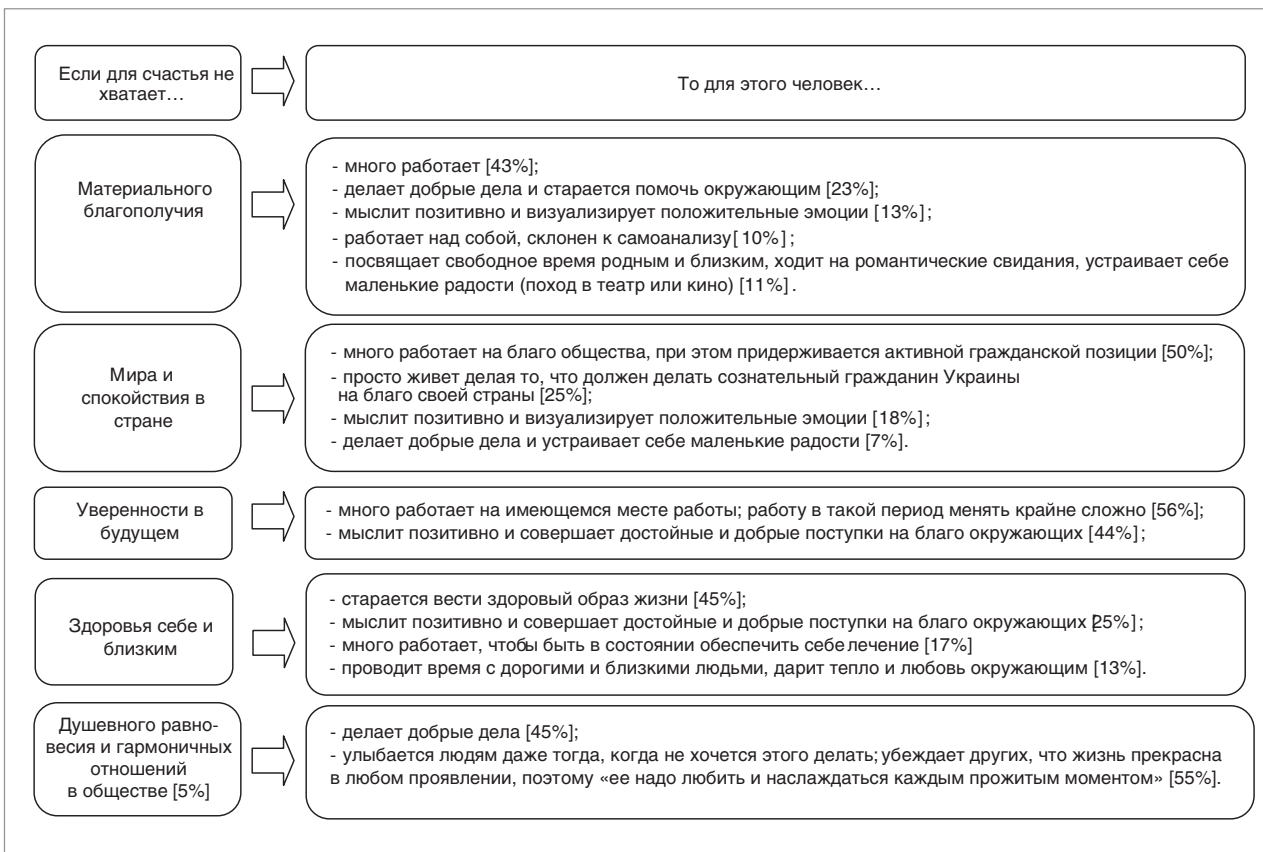 Если для счастья не
хватает…
То для этого человек…
Материального
благополучия
- много работает [43%];
- делает добрые дела и старается помочь окружающим [23%];
- мыслит позитивно и визуализирует положительные эмоции [13%];
- работает над собой, склонен к самоанализу[10%];
- посвящает свободное время родным и близким, ходит на романтические свидания, устраивает себе
маленькие радости (поход в театр или кино) [11%].
Мира и
спокойствия в
стране
- много работает на благо общества, при этом придерживается активной гражданской позиции [50%];
- просто живет делая то, что должен делать сознательный гражданин Украины
на благо своей страны [25%];
- мыслит позитивно и визуализирует положительные эмоции [18%];
- делает добрые дела и устраивает себе маленькие радости [7%].
Уверенности в
будущем
- много работает на имеющемся месте работы; работу в такой период менять крайне сложно [56%];
- мыслит позитивно и совершает достойные и добрые поступки на благо окружающих [44%];
Здоровья себе и
близким
- старается вести здоровый образ жизни [45%];
- мыслит позитивно и совершает достойные и добрые поступки на благо окружающих [25%];
- много работает, чтобы быть в состоянии обеспечить себе лечение [17%]
- проводит время с дорогими и близкими людьми, дарит тепло и любовь окружающим [13%].
Душевного равно-
весия и гармоничных
отношений
в обществе [5%]
- делает добрые дела [45%];
- улыбается людям даже тогда, когда не хочется этого делать; убеждает других, что жизнь прекрасна
в любом проявлении, поэтому «ее надо любить и наслаждаться каждым прожитым моментом» [55%].